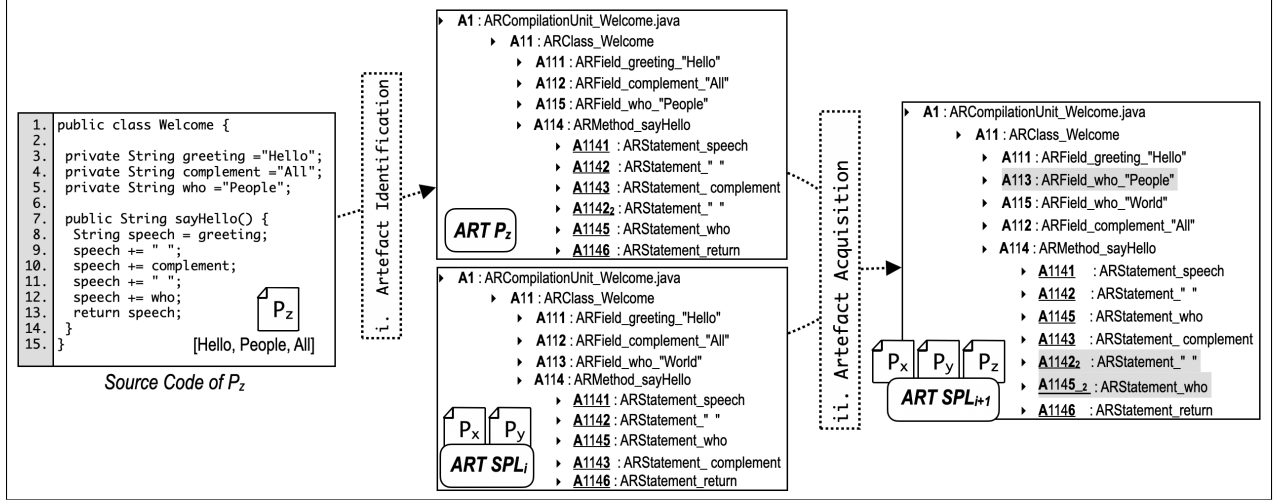 1. public class Welcome {
2.
3. private String greeting ="Hello";
4. private String complement ="All";
5. private String who ="People";
6.
7. public String sayHello() {
8. String speech = greeting;
9. speech += " ";
10. speech += complement;
11. speech += " ";
12. speech += who;
13. return speech;
14. }
15. }
Pz
[Hello, People, All]
Source Code of Pz
i. Artefact Identification
A1 : ARCompilationUnit_Welcome.java
A11 : ARClass_Welcome
A111 : ARField_greeting_"Hello"
A112 : ARField_complement_"All"
A115 : ARField_who_"People"
A114 : ARMethod_sayHello
A1141 : ARStatement_speech
A1142 : ARStatement_" "
A1143 : ARStatement_ complement
A1142₂ : ARStatement_" "
A1145 : ARStatement_who
A1146 : ARStatement_return
ART Pz
A1 : ARCompilationUnit_Welcome.java
A11 : ARClass_Welcome
A111 : ARField_greeting_"Hello"
A112 : ARField_complement_"All"
A113 : ARField_who_"World"
A114 : ARMethod_sayHello
A1141 : ARStatement_speech
A1142 : ARStatement_" "
A1145 : ARStatement_who
A1143 : ARStatement_ complement
A1146 : ARStatement_return
Px
Py
ART SPLi
ii. Artefact Acquisition
A1 : ARCompilationUnit_Welcome.java
A11 : ARClass_Welcome
A111 : ARField_greeting_"Hello"
A113 : ARField_who_"People"
A115 : ARField_who_"World"
A112 : ARField_complement_"All"
A114 : ARMethod_sayHello
A1141 : ARStatement_speech
A1142 : ARStatement_" "
A1145 : ARStatement_who
A1143 : ARStatement_ complement
A1142₂ : ARStatement_" "
A1145_₂ : ARStatement_who
A1146 : ARStatement_return
Px
Py
Pz
ART SPLi+1